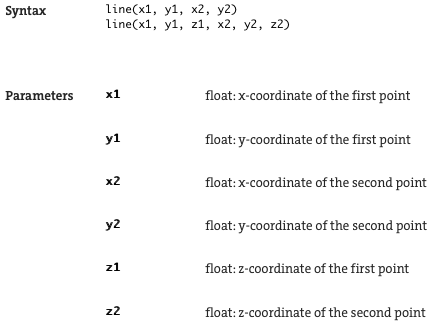 Syntax line(x1, y1, x2, y2)
line(x1, y1, z1, x2, y2, z2)
Parameters x1 float: x-coordinate of the first point
y1 float: y-coordinate of the first point
x2 float: x-coordinate of the second point
y2 float: y-coordinate of the second point
z1 float: z-coordinate of the first point
z2 float: z-coordinate of the second point